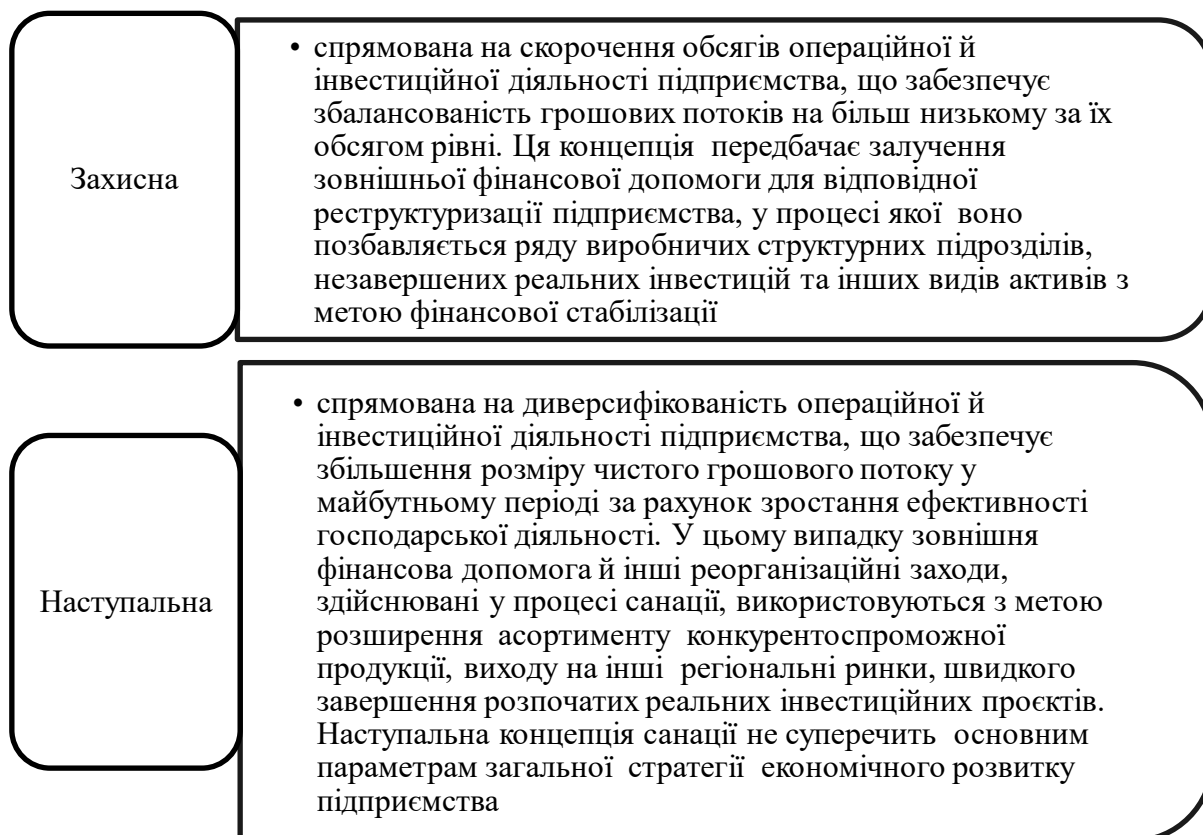 Захисна
• спрямована на скорочення обсягів операційної й
інвестиційної діяльності підприємства, що забезпечує
збалансованість грошових потоків на більш низькому за їх
обсягом рівні. Ця концепція передбачає залучення
зовнішньої фінансової допомоги для відповідної
реструктуризації підприємства, у процесі якої воно
позбавляється ряду виробничих структурних підрозділів,
незавершених реальних інвестицій та інших видів активів з
метою фінансової стабілізації
Наступальна
• спрямована на диверсифікованість операційної й
інвестиційної діяльності підприємства, що забезпечує
збільшення розміру чистого грошового потоку у
майбутньому періоді за рахунок зростання ефективності
господарської діяльності. У цьому випадку зовнішня
фінансова допомога й інші реорганізаційні заходи,
здійснювані у процесі санації, використовуються з метою
розширення асортименту конкурентоспроможної
продукції, виходу на інші регіональні ринки, швидкого
завершення розпочатих реальних інвестиційних проєктів.
Наступальна концепція санації не суперечить основним
параметрам загальної стратегії економічного розвитку
підприємства